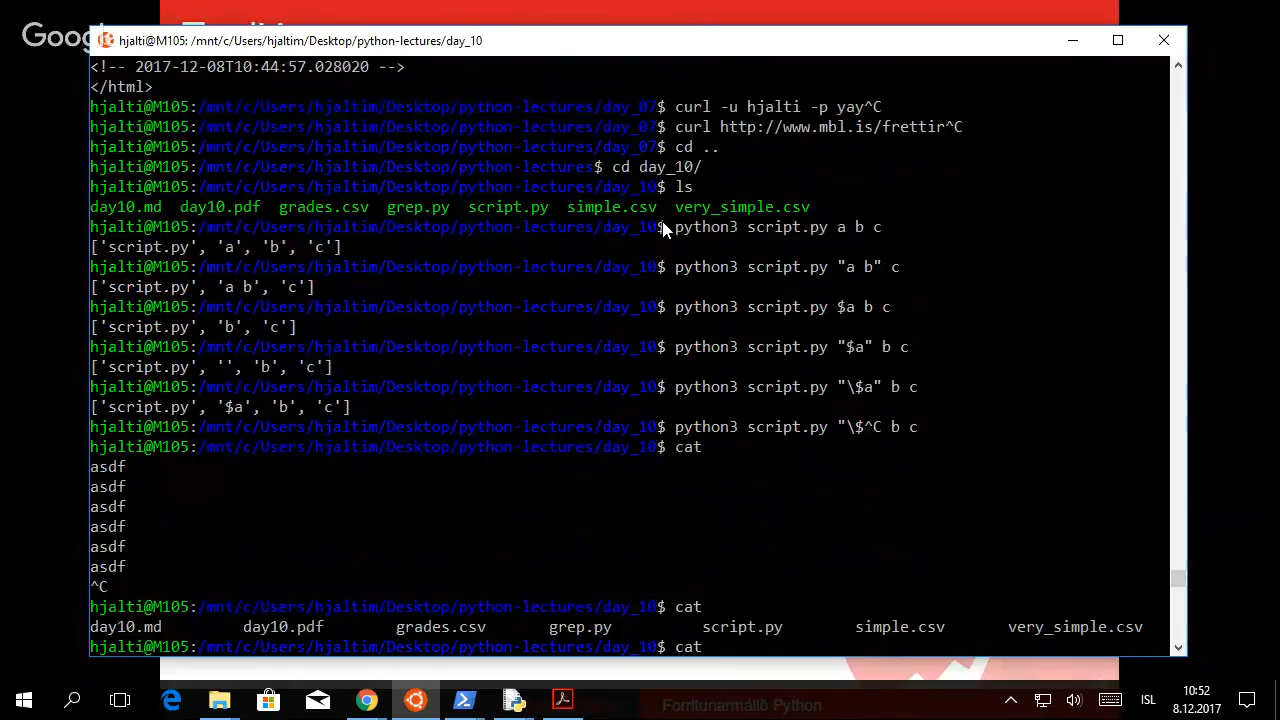 Goog
hjalti@M105: /mnt/c/Users/hjaltim/Desktop/python-lectures/day_10
<!-- 2017-12-08T10:44:57.028020 -->
</html>
hjalti@M105:/mnt/c/Users/hjaltim/Desktop/python-lectures/day_07$ curl -u hjalti -p yay^C
hjalti@M105:/mnt/c/Users/hjaltim/Desktop/python-lectures/day_07$ curl http://www.mbl.is/frettir^C
hjalti@M105:/mnt/c/Users/hjaltim/Desktop/python-lectures/day_07$ cd ..
hjalti@M105:/mnt/c/Users/hjaltim/Desktop/python-lectures$ cd day_10/
hjalti@M105:/mnt/c/Users/hjaltim/Desktop/python-lectures/day_10$ ls
day10.md  day10.pdf  grades.csv  grep.py  script.py  simple.csv  very_simple.csv
hjalti@M105:/mnt/c/Users/hjaltim/Desktop/python-lectures/day_10$ python3 script.py a b c
['script.py', 'a', 'b', 'c']
hjalti@M105:/mnt/c/Users/hjaltim/Desktop/python-lectures/day_10$ python3 script.py "a b" c
['script.py', 'a b', 'c']
hjalti@M105:/mnt/c/Users/hjaltim/Desktop/python-lectures/day_10$ python3 script.py $a b c
['script.py', 'b', 'c']
hjalti@M105:/mnt/c/Users/hjaltim/Desktop/python-lectures/day_10$ python3 script.py "$a" b c
['script.py', '', 'b', 'c']
hjalti@M105:/mnt/c/Users/hjaltim/Desktop/python-lectures/day_10$ python3 script.py "\$a" b c
['script.py', '$a', 'b', 'c']
hjalti@M105:/mnt/c/Users/hjaltim/Desktop/python-lectures/day_10$ python3 script.py "\$^C b c
hjalti@M105:/mnt/c/Users/hjaltim/Desktop/python-lectures/day_10$ cat
asdf
asdf
asdf
asdf
asdf
asdf
^C
hjalti@M105:/mnt/c/Users/hjaltim/Desktop/python-lectures/day_10$ cat
day10.md  day10.pdf  grades.csv  grep.py  script.py  simple.csv  very_simple.csv
hjalti@M105:/mnt/c/Users/hjaltim/Desktop/python-lectures/day_10$ cat
Forritunarmálið Python
ÍSL
10:52
8.12.2017